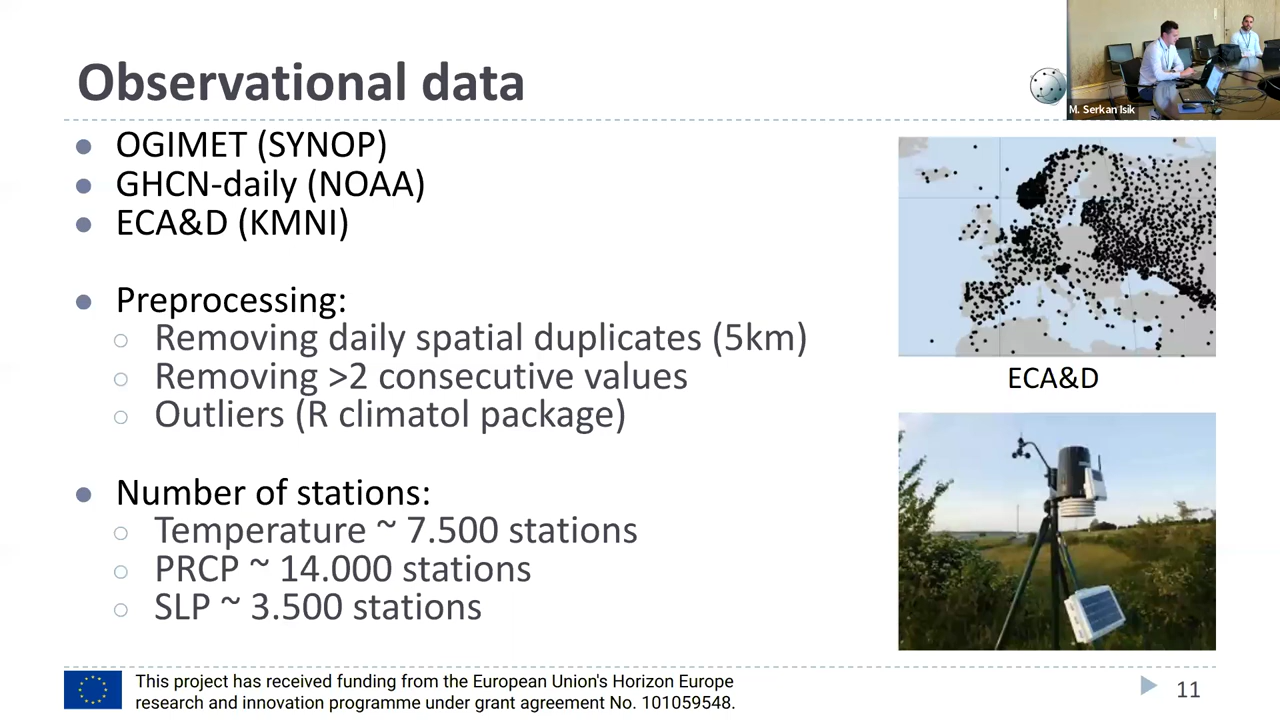 Observational data
M. Serkan Isik
OGIMET (SYNOP)
GHCN-daily (NOAA)
ECA&D (KMNI)
Preprocessing:
Removing daily spatial duplicates (5km)
Removing >2 consecutive values
Outliers (R climatol package)
Number of stations:
Temperature ~ 7.500 stations
PRCP ~ 14.000 stations
SLP ~ 3.500 stations
ECA&D
This project has received funding from the European Union's Horizon Europe
research and innovation programme under grant agreement No. 101059548.
11